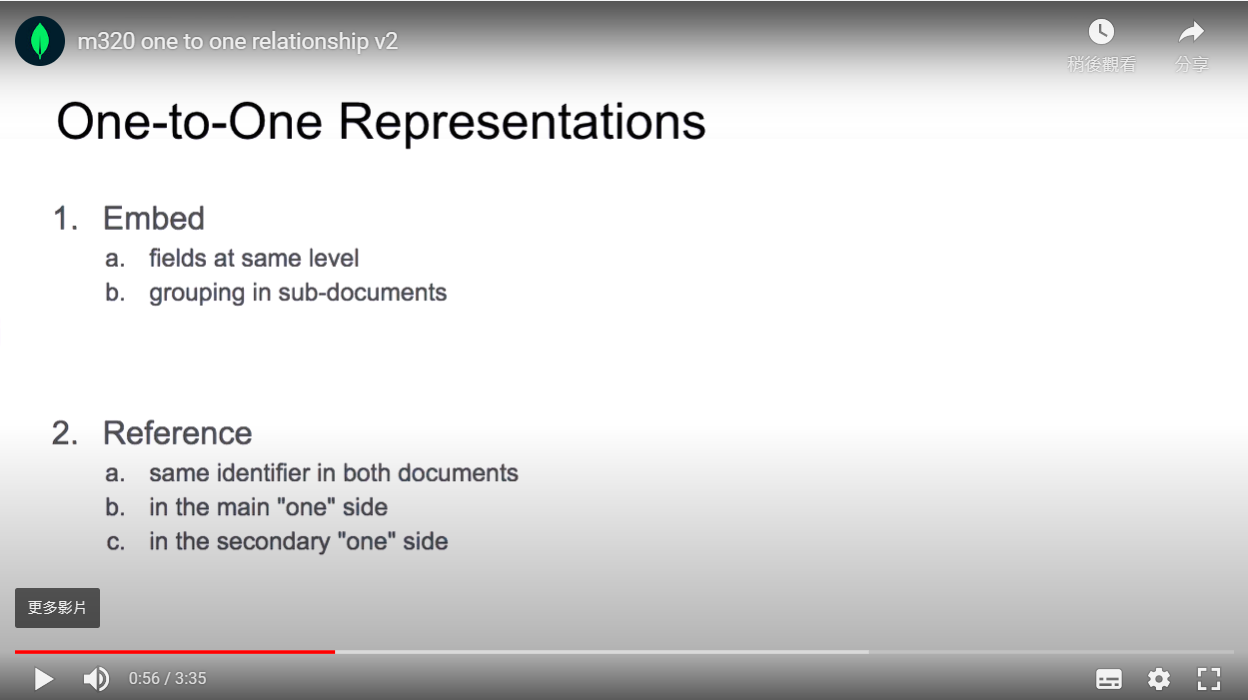 m320 one to one relationship v2
稍後觀看
分享
One-to-One Representations
1. Embed
a. fields at same level
b. grouping in sub-documents
2. Reference
a. same identifier in both documents
b. in the main "one" side
c. in the secondary "one" side
更多影片
0:56 / 3:35